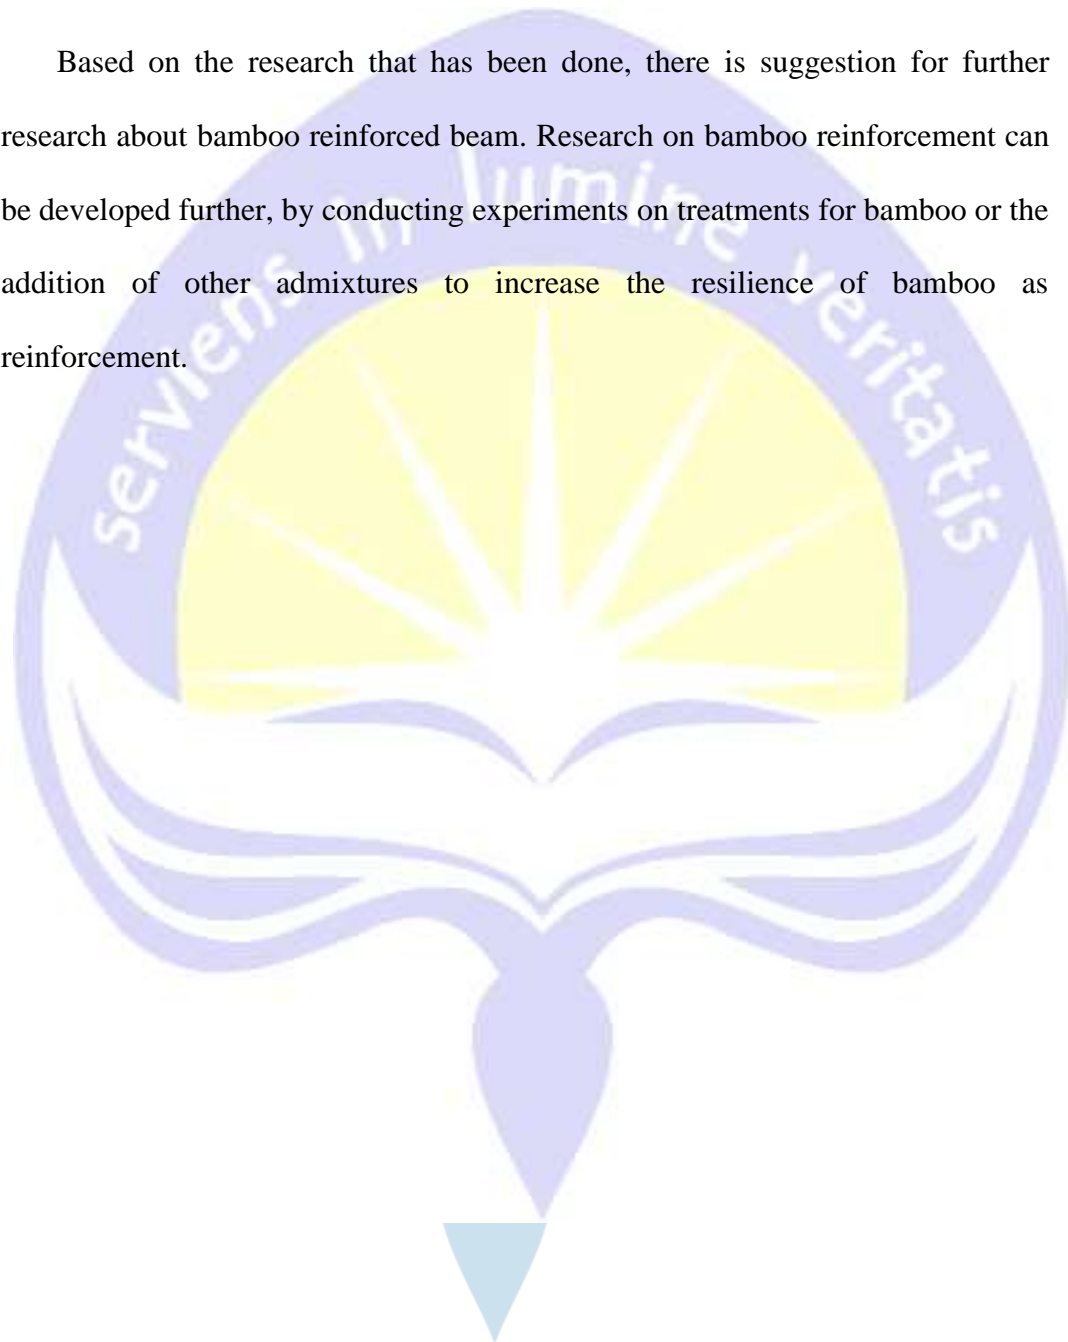 Based on the research that has been done, there is suggestion for further
research about bamboo reinforced beam. Research on bamboo reinforcement can
be developed further, by conducting experiments on treatments for bamboo or the
addition of other admixtures to increase the resilience of bamboo as
reinforcement.
serviens in lumine veritatis